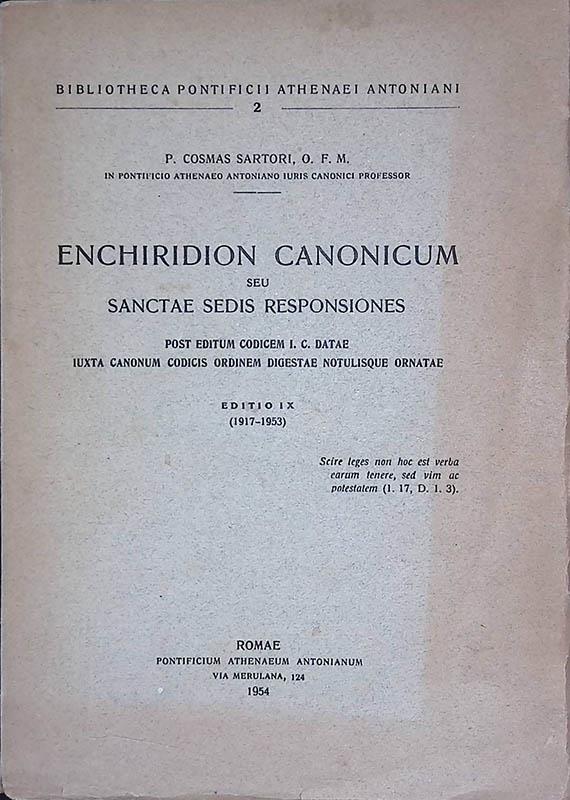 BIBLIOTHECA PONTIFICII ATHENAEI ANTONIANI
2
P. COSMAS SARTORI, O. F. M.
IN PONTIFICIO ATHENAEO ANTONIANO IURIS CANONICI PROFESSOR
ENCHIRIDION CANONICUM
SEU
SANCTAE SEDIS RESPONSIONES
POST EDITUM CODICEM I. C. DATAE
IUXTA CANONUM CODICIS ORDINEM DIGESTAE NOTULISQUE ORNATAE
EDITIO IX
(1917-1953)
Scire leges non hoc est verba
earum tenere, sed vim ac
potestatem (l. 17, D. 1. 3).
ROMAE
PONTIFICIUM ATHENAEUM ANTONIANUM
VIA MERULANA, 124
1954